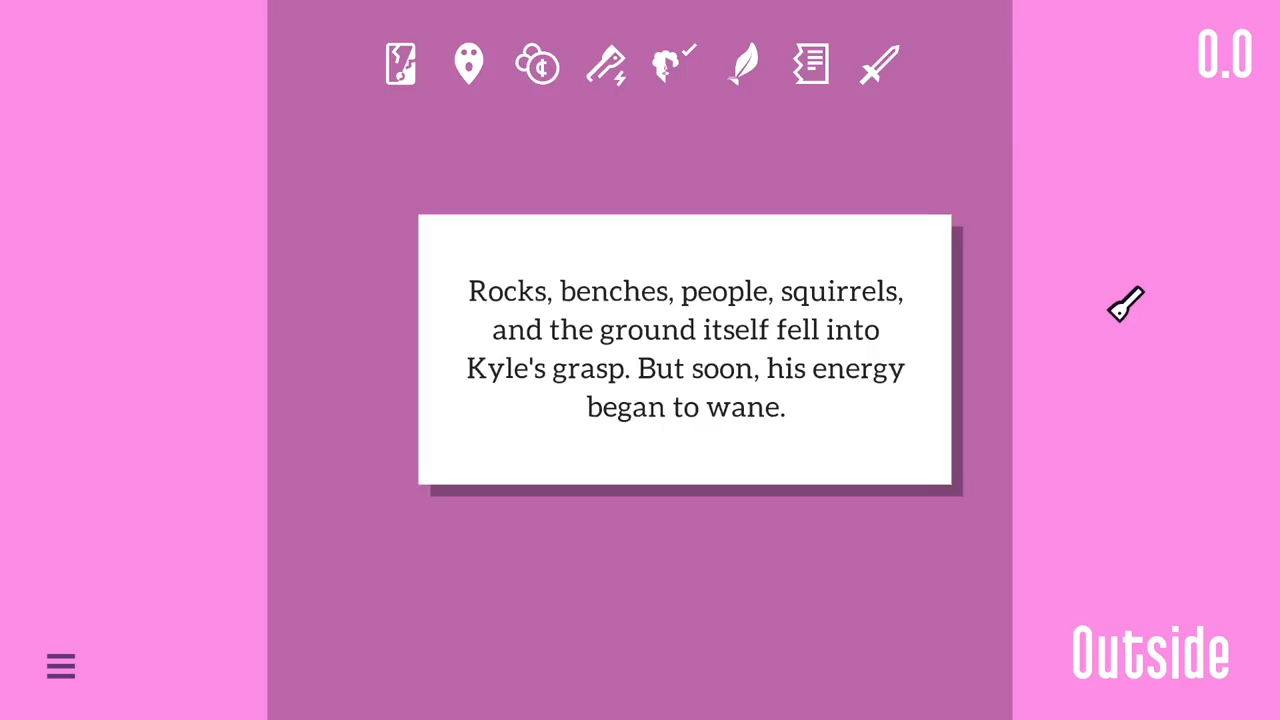 0.0
Rocks, benches, people, squirrels,
and the ground itself fell into
Kyle's grasp. But soon, his energy
began to wane.
Outside